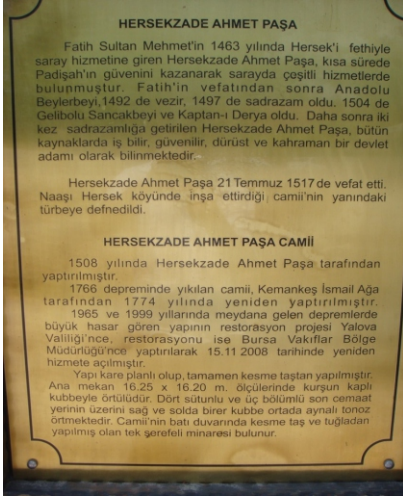 HERSEKZADE AHMET PAŞA
Fatih Sultan Mehmet'in 1463 yılında Hersek'i fethiyle
saray hizmetine giren Hersekzade Ahmet Paşa, kısa sürede
Padişah'ın güvenini kazanarak sarayda çeşitli hizmetlerde
bulunmuştur. Fatih'in vefatından sonra Anadolu
Beylerbeyi,1492 de vezir, 1497 de sadrazam oldu. 1504 de
Gelibolu Sancakbeyi ve Kaptan-ı Derya oldu. Daha sonra iki
kez sadrazamlığa getirilen Hersekzade Ahmet Paşa, bütün
kaynaklarda iş bilir, güvenilir, dürüst ve kahraman bir devlet
adamı olarak bilinmektedir.
Hersekzade Ahmet Paşa 21 Temmuz 1517 de vefat etti.
Naaşı Hersek köyünde inşa ettirdiği camii'nin yanındaki
türbeye defnedildi.
HERSEKZADE AHMET PAŞA CAMİİ
1508 yılında Hersekzade Ahmet Paşa tarafından
yaptırılmıştır.
1766 depreminde yıkılan camii, Kemankeş İsmail Ağa
tarafından 1774 yılında yeniden yaptırılmıştır.
1965 ve 1999 yıllarında meydana gelen depremlerde
büyük hasar gören yapının restorasyon projesi Yalova
Valiliği'nce, restorasyonu ise Bursa Vakıflar Bölge
Müdürlüğü'nce yaptırılarak 15.11.2008 tarihinde yeniden
hizmete açılmıştır.
Yapı kare planlı olup, tamamen kesme taştan yapılmıştır.
Ana mekan 16.25 x 16.20 m. ölçülerinde kurşun kaplı
kubbeyle örtülüdür. Dört sütunlu ve üç bölümlü son cemaat
yerinin üzerini sağ ve solda birer kubbe ortada aynalı tonoz
örtmektedir. Camii'nin batı duvarında kesme taş ve tuğladan
yapılmış olan tek şerefeli minaresi bulunur.